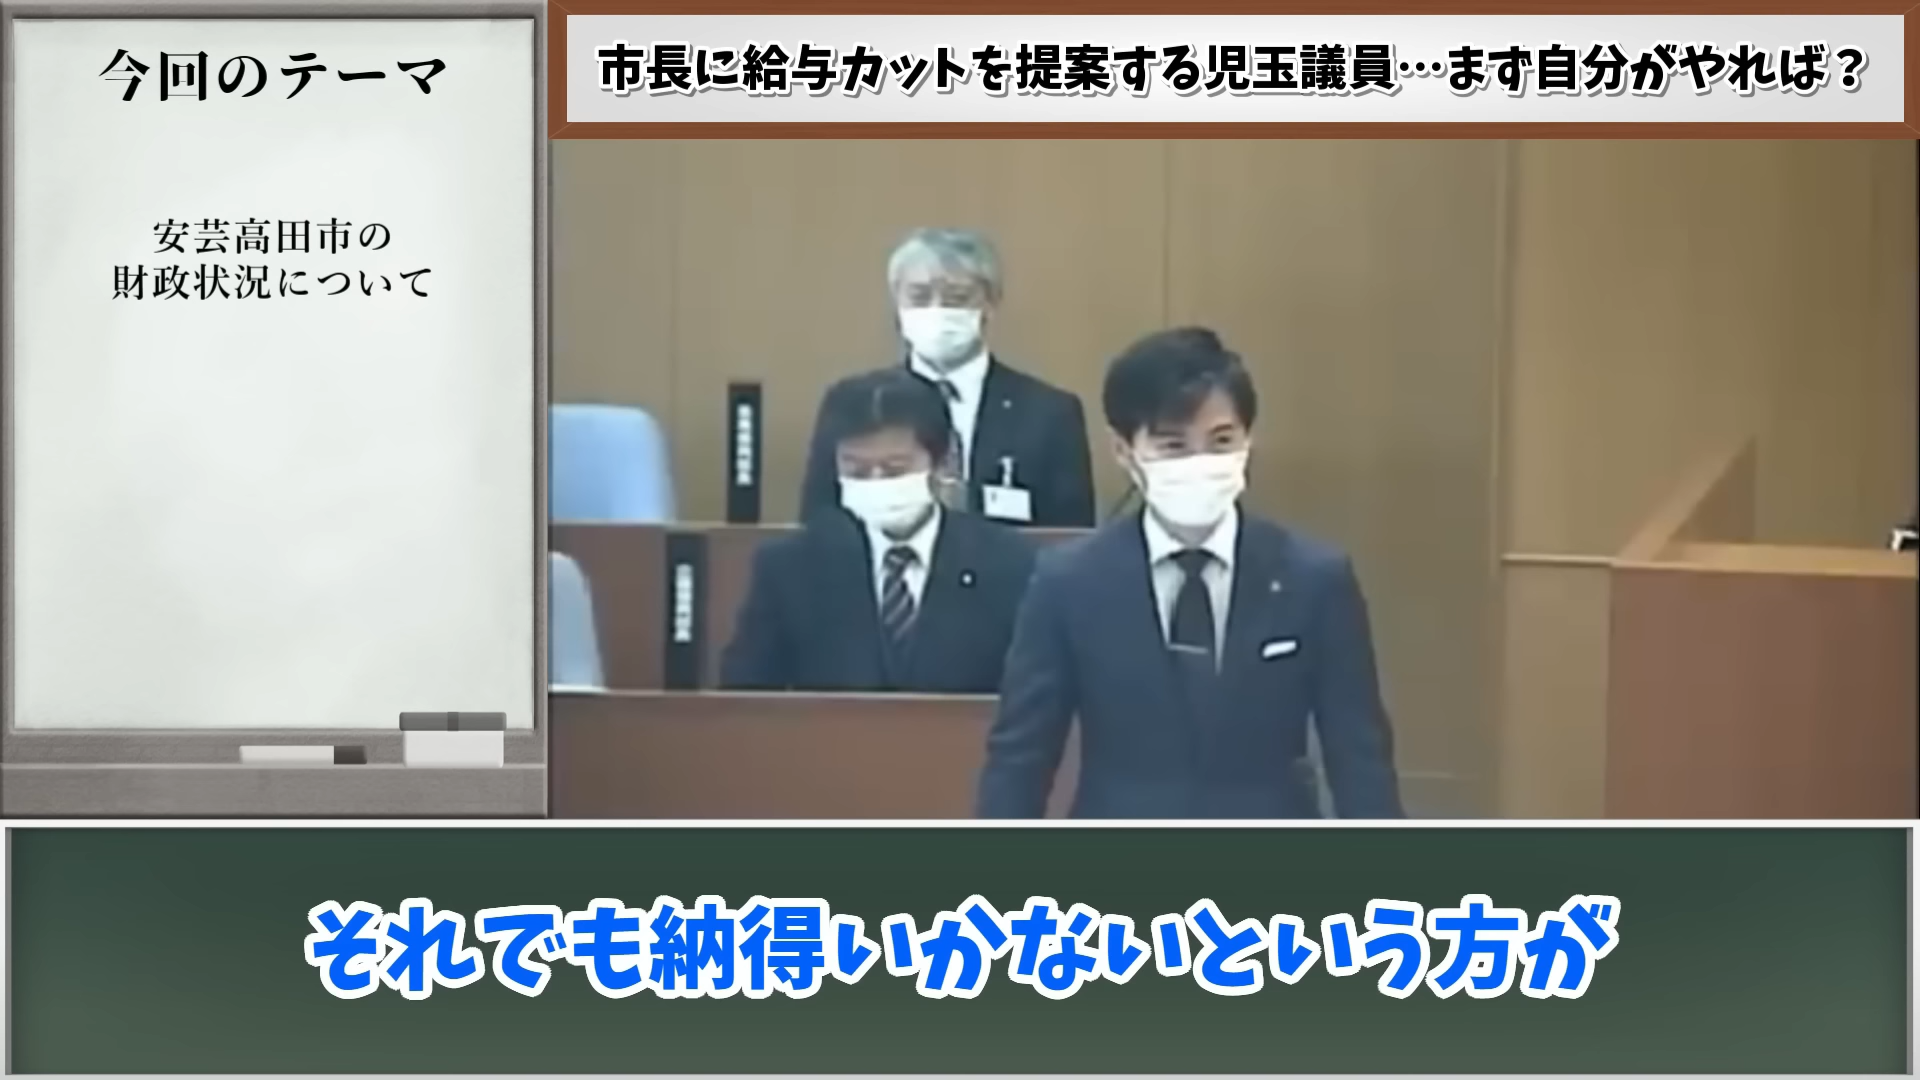 今回のテーマ
安芸高田市の
財政状況について
市長に給与カットを提案する児玉議員…まず自分がやれば？
それでも納得いかないという方が